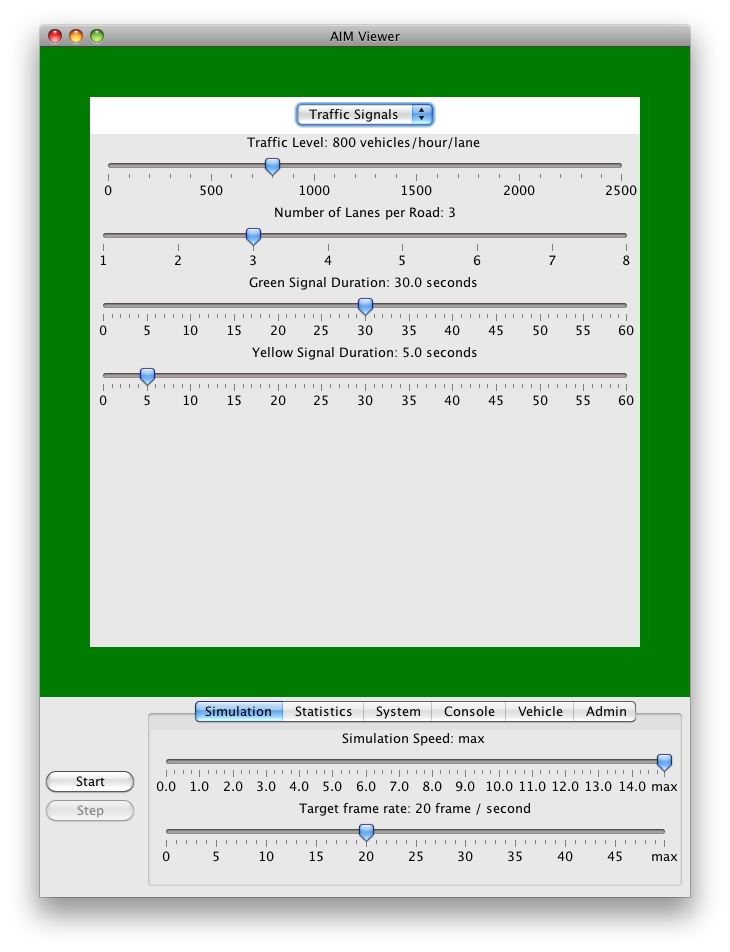 AIM Viewer
Traffic Signals
Traffic Level: 800 vehicles/hour/lane
0 500 1000 1500 2000 2500
Number of Lanes per Road: 3
1 2 3 4 5 6 7 8
Green Signal Duration: 30.0 seconds
0 5 10 15 20 25 30 35 40 45 50 55 60
Yellow Signal Duration: 5.0 seconds
0 5 10 15 20 25 30 35 40 45 50 55 60
Simulation Statistics System Console Vehicle Admin
Simulation Speed: max
0.0 1.0 2.0 3.0 4.0 5.0 6.0 7.0 8.0 9.0 10.0 11.0 12.0 13.0 14.0 max
Start
Target frame rate: 20 frame / second
Step
0 5 10 15 20 25 30 35 40 45 max